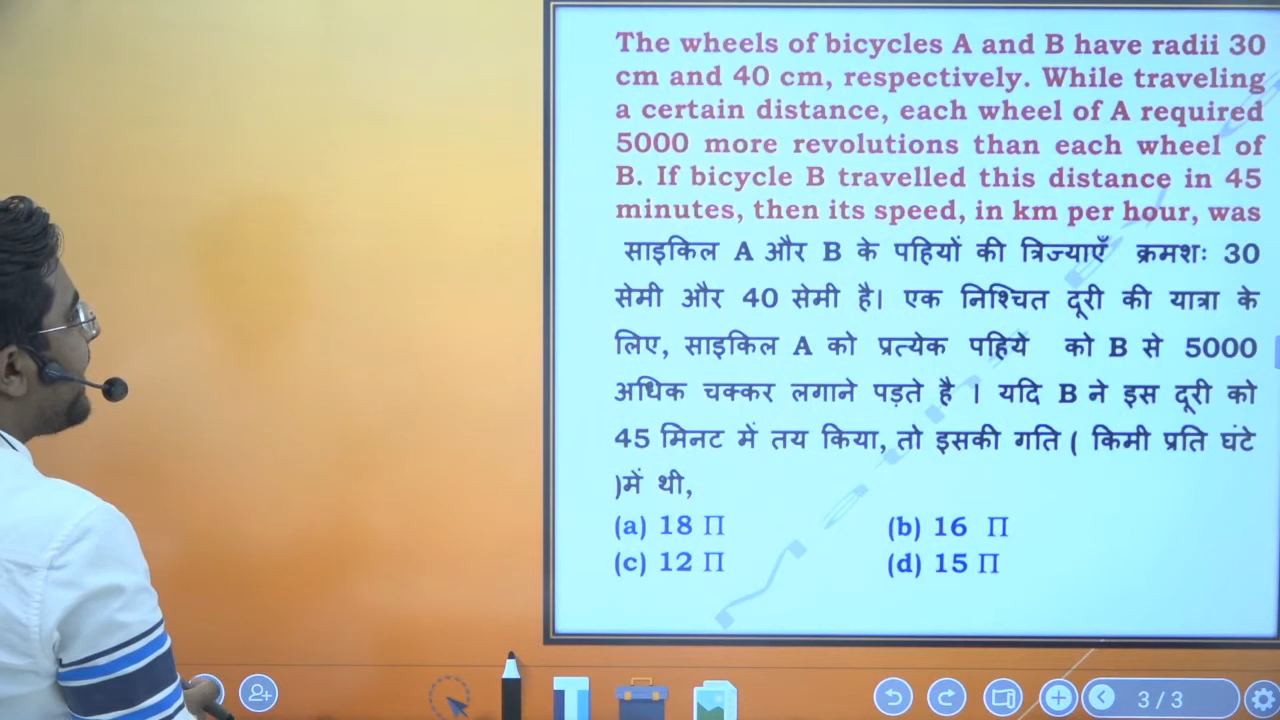 The wheels of bicycles A and B have radii 30
cm and 40 cm, respectively. While traveling
a certain distance, each wheel of A required
5000 more revolutions than each wheel of
B. If bicycle B travelled this distance in 45
minutes, then its speed, in km per hour, was
साइकिल A और B के पहियों की त्रिज्याएँ क्रमशः 30
सेमी और 40 सेमी है। एक निश्चित दूरी की यात्रा के
लिए, साइकिल A को प्रत्येक पहिये को B से 5000
अधिक चक्कर लगाने पड़ते है । यदि B ने इस दूरी को
45 मिनट में तय किया, तो इसकी गति ( किमी प्रति घंटे
)में थी,
(a) 18 Π (b) 16 Π
(c) 12 Π (d) 15 Π
3 / 3